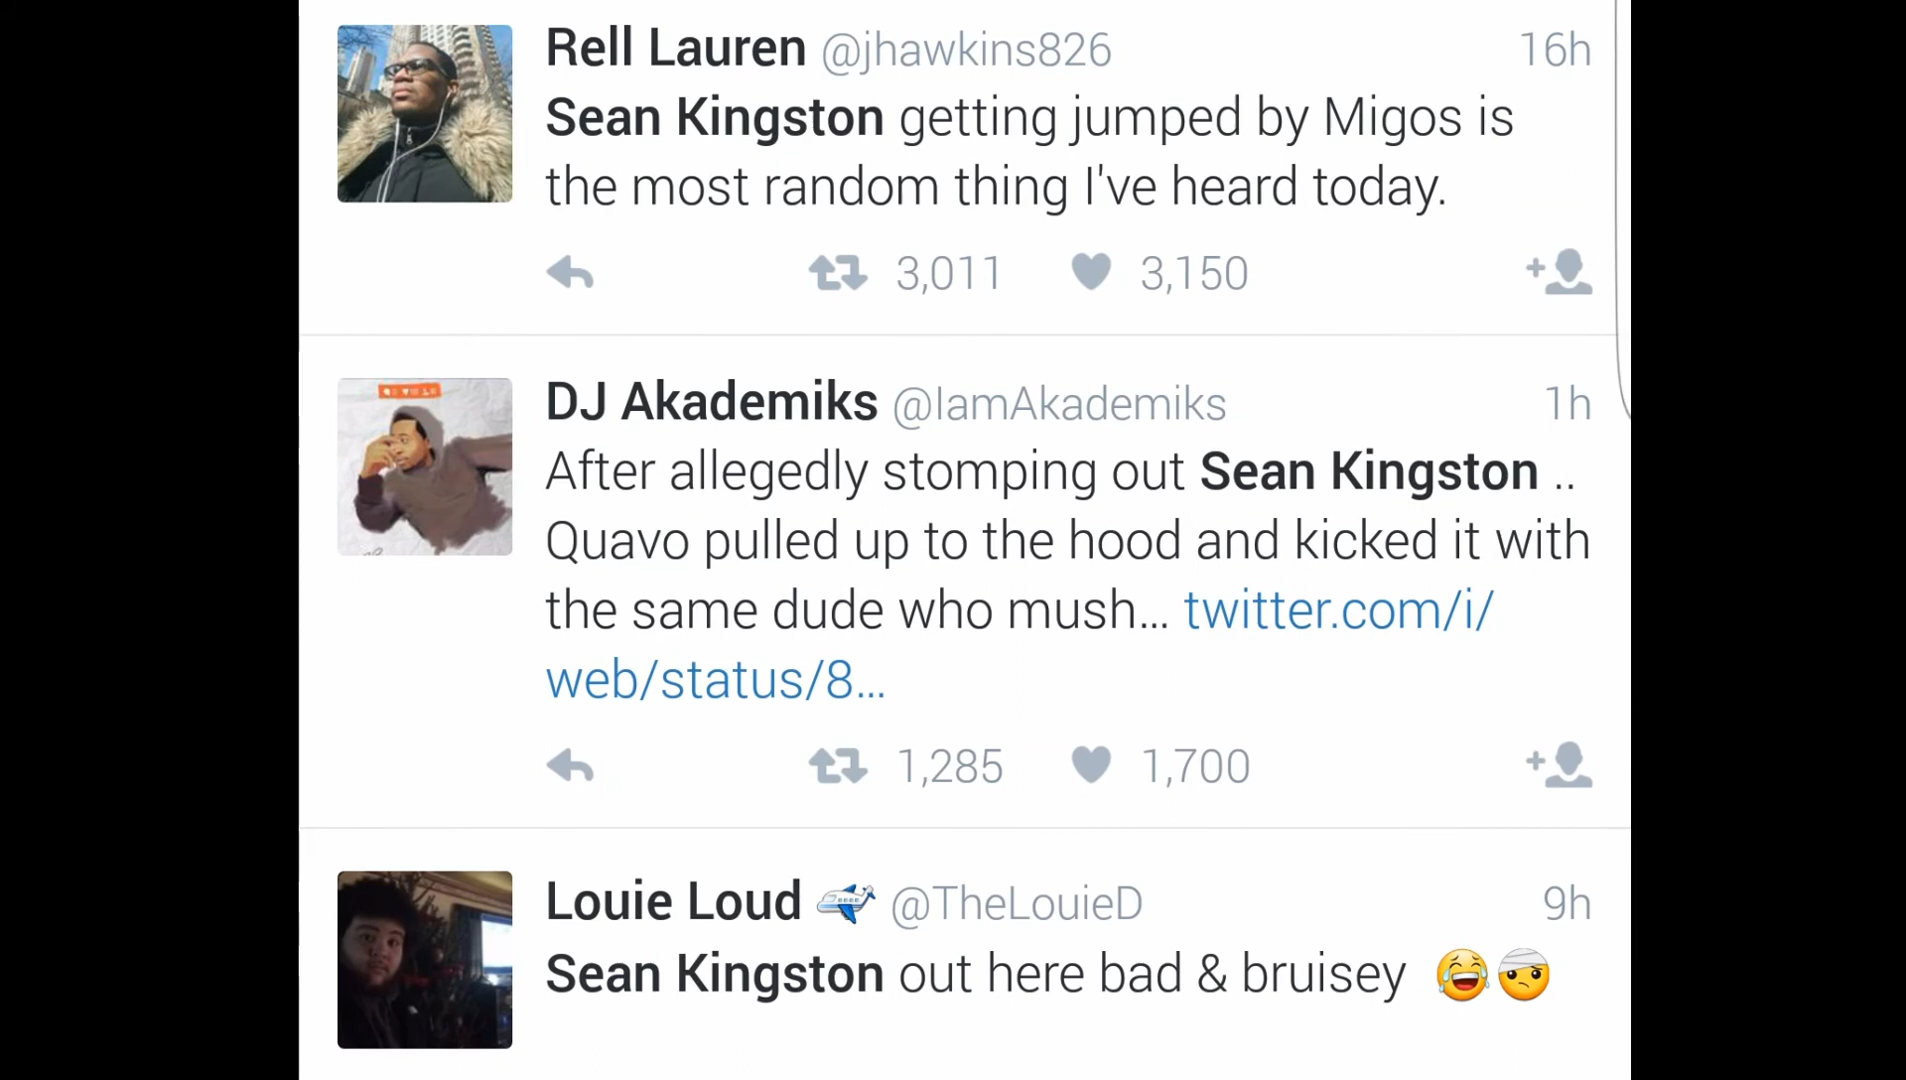 Rell Lauren @jhawkins826 16h
Sean Kingston getting jumped by Migos is
the most random thing I've heard today.
3,011 3,150
DJ Akademiks @IamAkademiks 1h
After allegedly stomping out Sean Kingston ..
Quavo pulled up to the hood and kicked it with
the same dude who mush... twitter.com/i/
web/status/8...
1,285 1,700
Louie Loud @TheLouieD 9h
Sean Kingston out here bad & bruisey 😂🤕